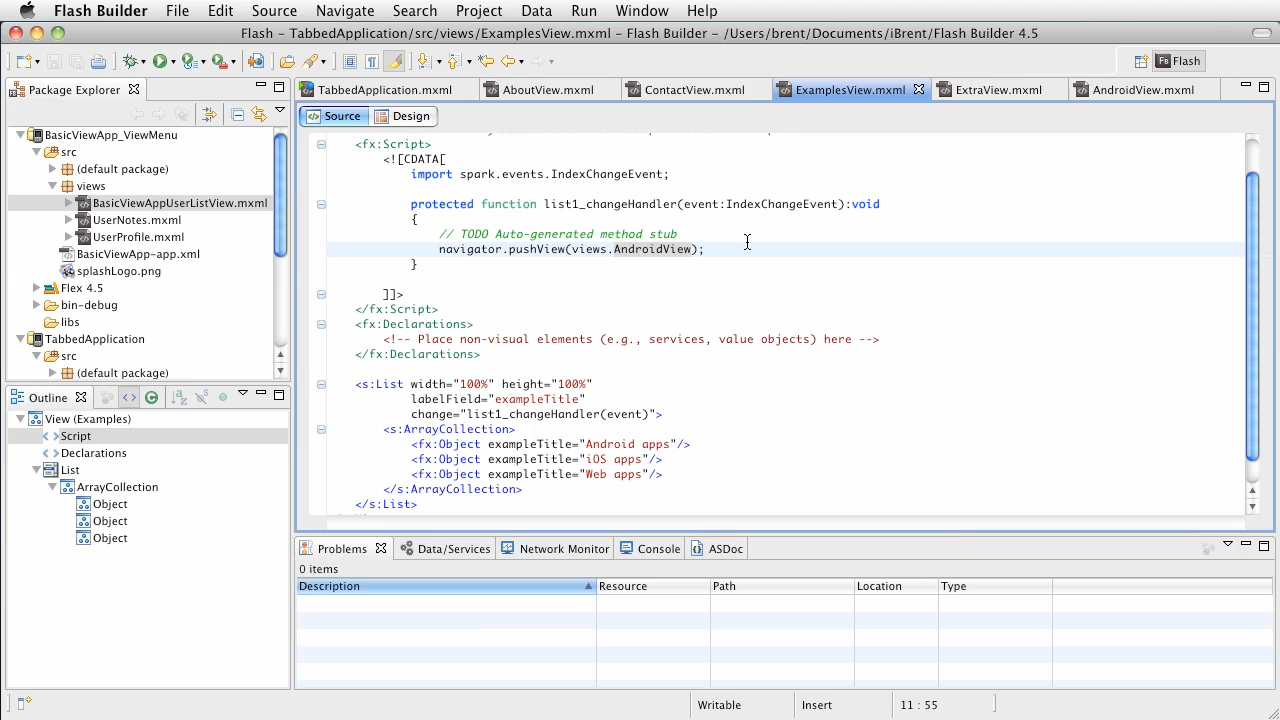 Flash Builder File Edit Source Navigate Search Project Data Run Window Help
Flash – TabbedApplication/src/views/ExamplesView.mxml – Flash Builder – /Users/brent/Documents/iBrent/Flash Builder 4.5
Fb Flash
Package Explorer
BasicViewApp_ViewMenu
src
(default package)
views
BasicViewAppUserListView.mxml
UserNotes.mxml
UserProfile.mxml
BasicViewApp-app.xml
splashLogo.png
Flex 4.5
bin-debug
libs
TabbedApplication
src
(default package)
Outline
View (Examples)
Script
Declarations
List
ArrayCollection
Object
Object
Object
TabbedApplication.mxml AboutView.mxml ContactView.mxml ExamplesView.mxml ExtraView.mxml AndroidView.mxml
Source Design
<fx:Script>
<![CDATA[
import spark.events.IndexChangeEvent;
protected function list1_changeHandler(event:IndexChangeEvent):void
{
// TODO Auto-generated method stub
navigator.pushView(views.AndroidView);
}
]]>
</fx:Script>
<fx:Declarations>
<!-- Place non-visual elements (e.g., services, value objects) here -->
</fx:Declarations>
<s:List width="100%" height="100%"
labelField="exampleTitle"
change="list1_changeHandler(event)">
<s:ArrayCollection>
<fx:Object exampleTitle="Android apps"/>
<fx:Object exampleTitle="iOS apps"/>
<fx:Object exampleTitle="Web apps"/>
</s:ArrayCollection>
</s:List>
Problems Data/Services Network Monitor Console ASDoc
0 items
Description Resource Path Location Type
Writable Insert 11 : 55